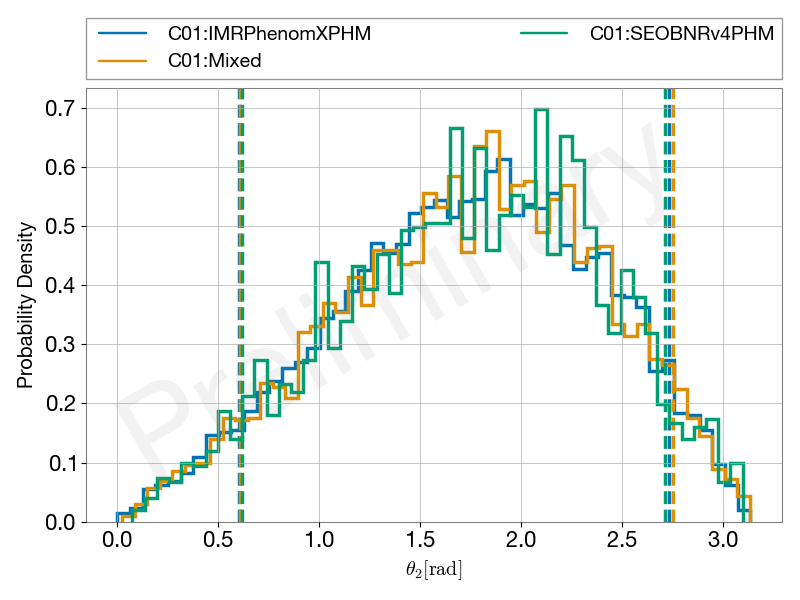 C01:IMRPhenomXPHM
C01:SEOBNRv4PHM
C01:Mixed
Probability Density
0.7
0.6
0.5
0.4
0.3
0.2
0.1
0.0
Preliminary
0.0 0.5 1.0 1.5 2.0 2.5 3.0
θ₂[rad]